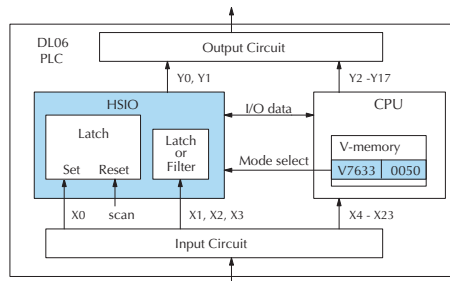 DL06
PLC
Output Circuit
Y0, Y1
Y2 -Y17
HSIO
I/O data
CPU
Latch
Latch
or
Filter
V-memory
Set
Reset
Mode select
V7633
0050
X0
scan
X1, X2, X3
X4 - X23
Input Circuit